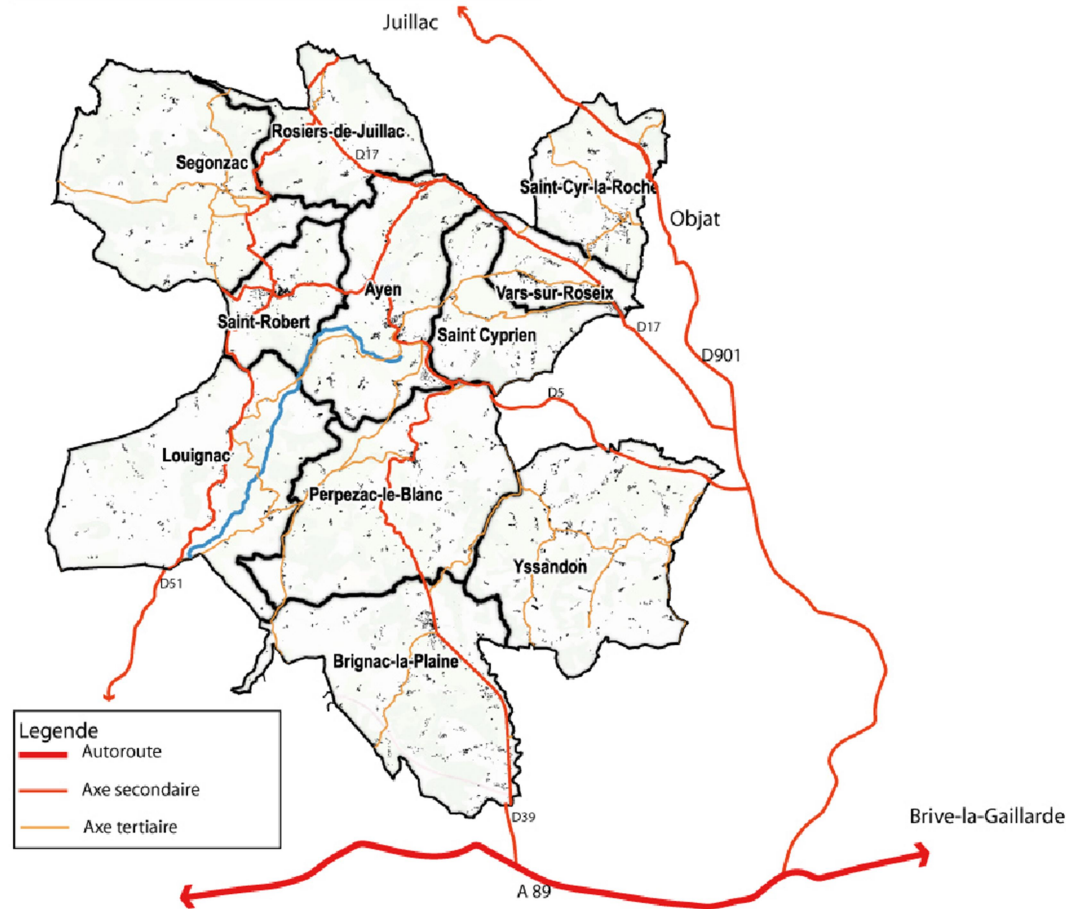 Juillac
Rosiers-de-Juillac
D17
Segonzac
Saint-Cyr-la-Roche
Objat
Ayen
Vars-sur-Roseix
Saint-Robert
Saint Cyprien
D17
D901
D5
Louignac
Perpezac-le-Blanc
Yssandon
D51
Brignac-la-Plaine
Legende
Autoroute
Axe secondaire
Axe tertiaire
D39
Brive-la-Gaillarde
A 89